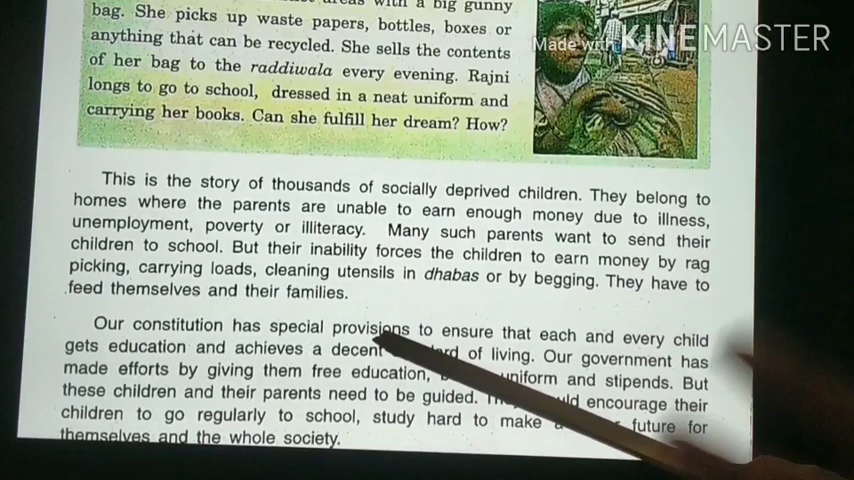 areas with a big gunny
bag. She picks up waste papers, bottles, boxes or
anything that can be recycled. She sells the contents
of her bag to the raddiwala every evening. Rajni
longs to go to school, dressed in a neat uniform and
carrying her books. Can she fulfill her dream? How?
Made with KINEMASTER
This is the story of thousands of socially deprived children. They belong to
homes where the parents are unable to earn enough money due to illness,
unemployment, poverty or illiteracy. Many such parents want to send their
children to school. But their inability forces the children to earn money by rag
picking, carrying loads, cleaning utensils in dhabas or by begging. They have to
feed themselves and their families.
Our constitution has special provisions to ensure that each and every child
gets education and achieves a decent of living. Our government has
made efforts by giving them free education, uniform and stipends. But
these children and their parents need to be guided. encourage their
children to go regularly to school, study hard to make a future for
themselves and the whole society.